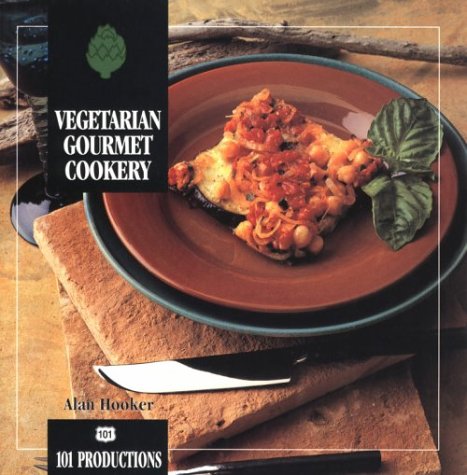 VEGETARIAN
GOURMET
COOKERY
Alan Hooker
101
101 PRODUCTIONS